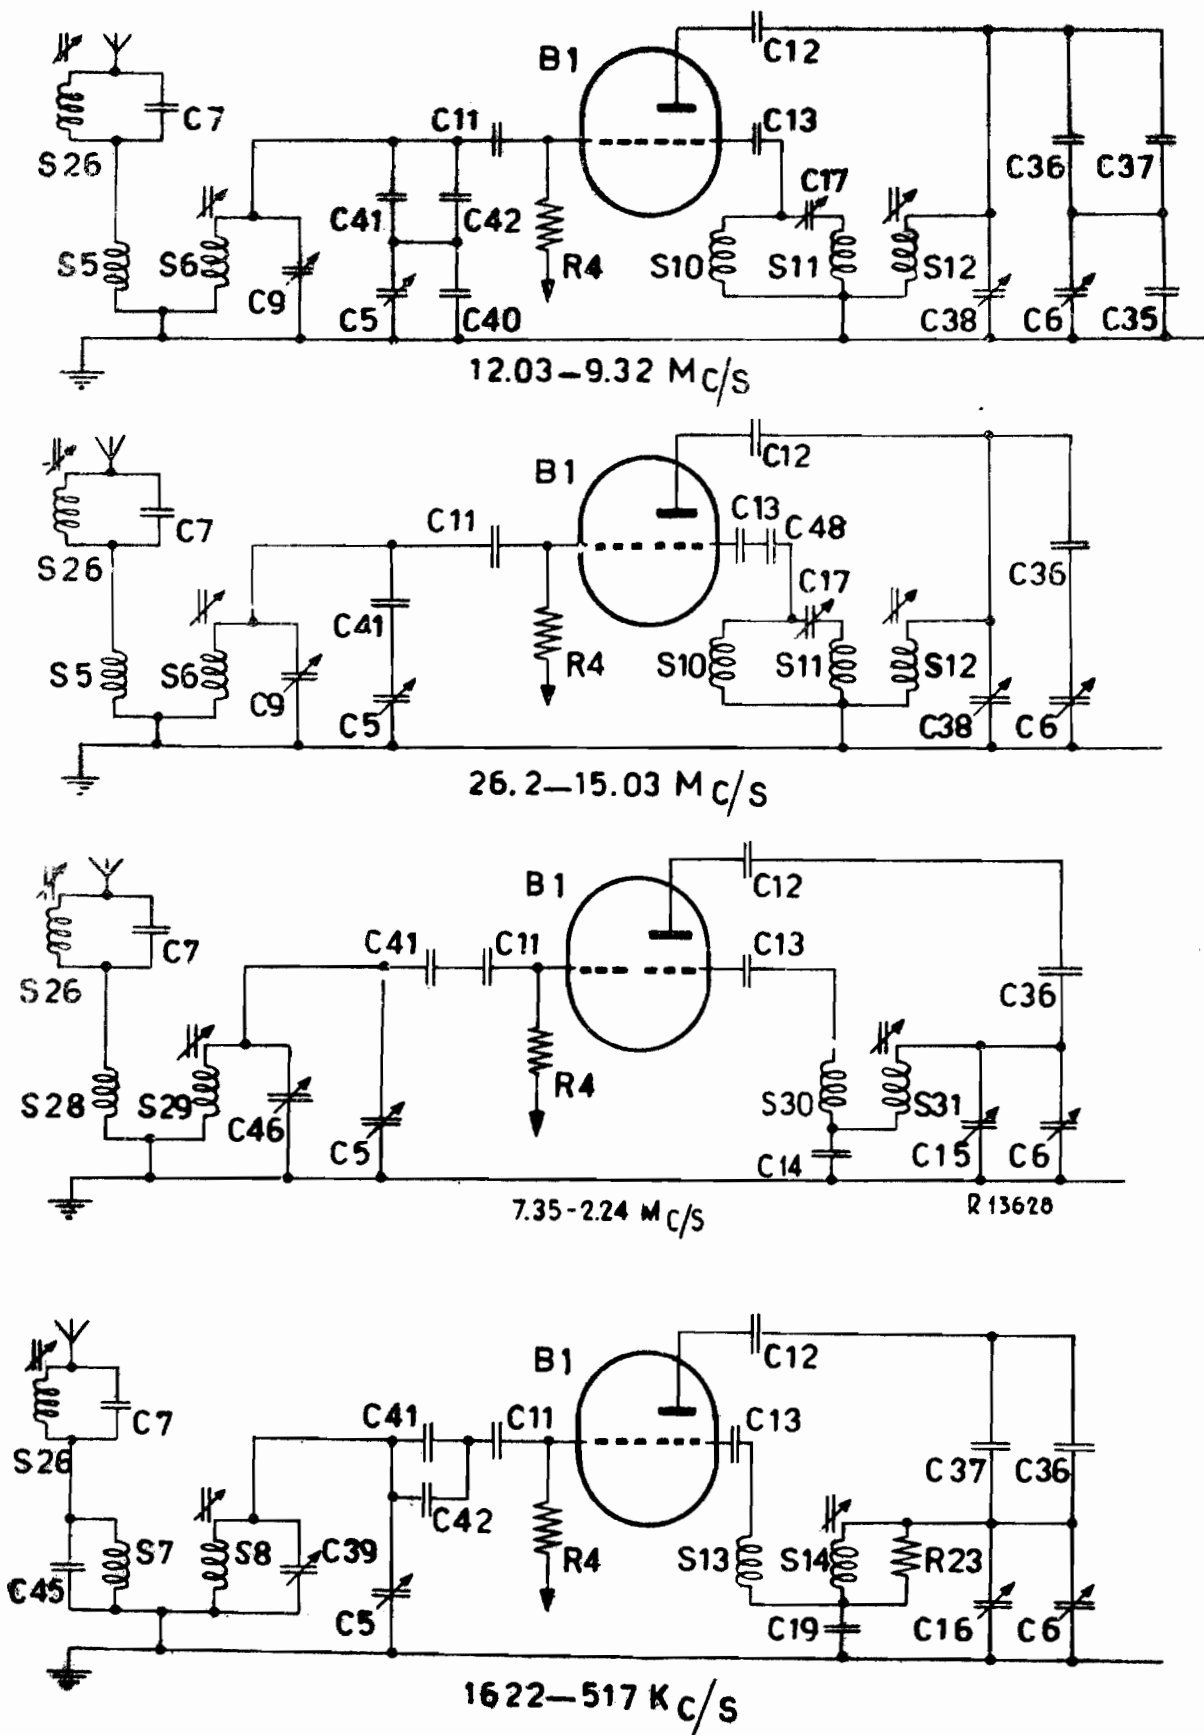 B1
C12
C7
C11
C13
S26
C36
C37
C17
C41
C42
S5
S6
R4
S10
S11
S12
C9
C5
C40
C38
C6
C35
12.03–9.32 MC/S
B1
C12
C7
C11
C13
C48
S26
C36
C17
C41
S5
S6
R4
S10
S11
S12
C9
C5
C38
C6
26.2–15.03 MC/S
B1
C12
C7
C41
C11
C13
S26
C36
R4
S28
S29
S30
S31
C46
C5
C14
C15
C6
7.35-2.24 MC/S
R 13628
B1
C12
C7
C41
C11
C13
S26
C37
C36
C42
S7
S8
C39
R4
S13
S14
R23
C45
C5
C19
C16
C6
1622–517 KC/S